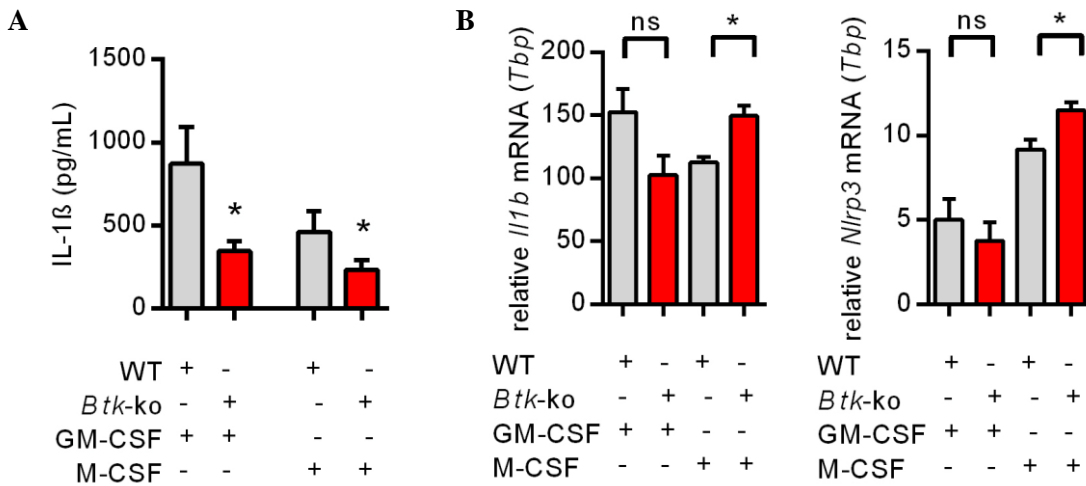 A
IL-1ß (pg/mL)
1500
1000
500
0
* *
WT + - + -
Btk-ko - + - +
GM-CSF + + - -
M-CSF - - + +
B
relative Il1b mRNA (Tbp)
200
150
100
50
0
ns *
WT + - + -
Btk-ko - + - +
GM-CSF + + - -
M-CSF - - + +
relative Nlrp3 mRNA (Tbp)
15
10
5
0
ns *
WT + - + -
Btk-ko - + - +
GM-CSF + + - -
M-CSF - - + +